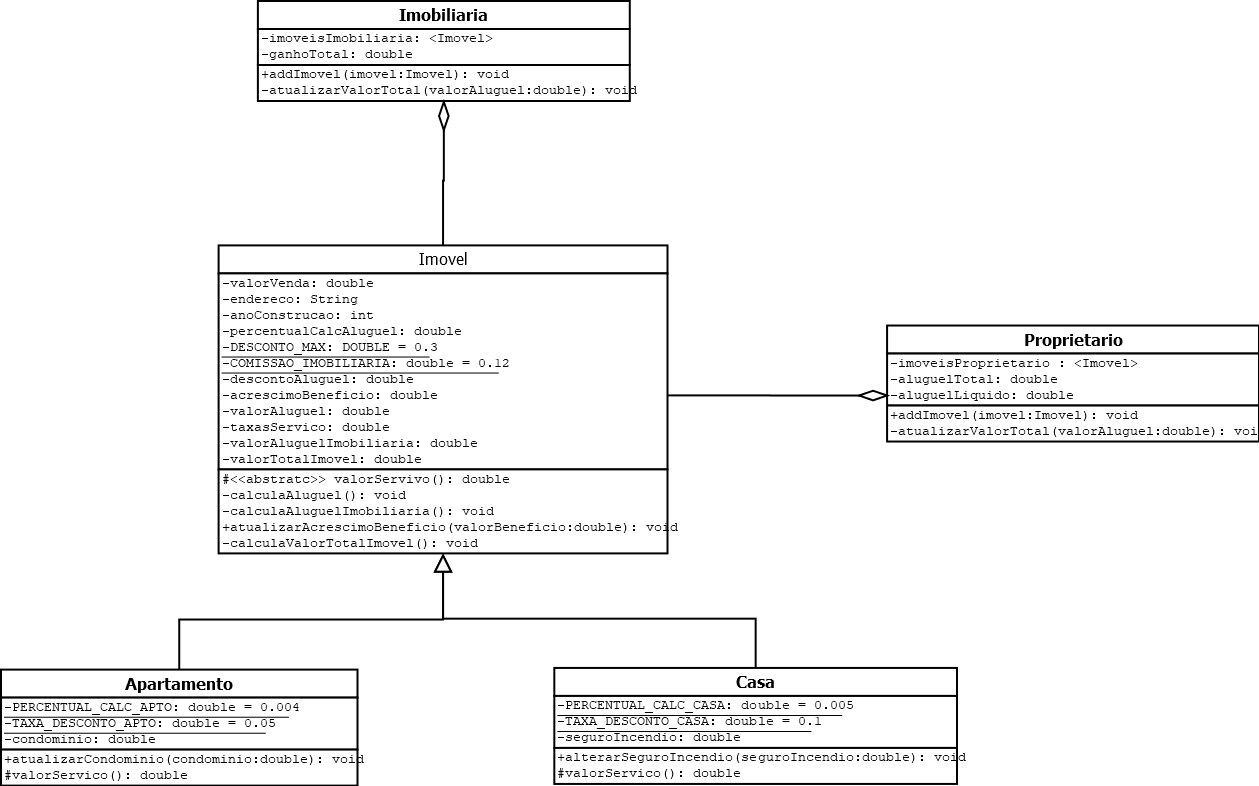 Imobiliaria
-imoveisImobiliaria: <Imovel>
-ganhoTotal: double
+addImovel(imovel:Imovel): void
-atualizarValorTotal(valorAluguel:double): void
Imovel
-valorVenda: double
-endereco: String
-anoConstrucao: int
-percentualCalcAluguel: double
-DESCONTO_MAX: DOUBLE = 0.3
-COMISSAO_IMOBILIARIA: double = 0.12
-descontoAluguel: double
-acrescimoBeneficio: double
-valorAluguel: double
-taxasServico: double
-valorAluguelImobiliaria: double
-valorTotalImovel: double
#<<abstratc>> valorServivo(): double
-calculaAluguel(): void
-calculaAluguelImobiliaria(): void
+atualizarAcrescimoBeneficio(valorBeneficio:double): void
-calculaValorTotalImovel(): void
Proprietario
-imoveisProprietario : <Imovel>
-aluguelTotal: double
-aluguelLiquido: double
+addImovel(imovel:Imovel): void
-atualizarValorTotal(valorAluguel:double): voi
Apartamento
-PERCENTUAL_CALC_APTO: double = 0.004
-TAXA_DESCONTO_APTO: double = 0.05
-condominio: double
+atualizarCondominio(condominio:double): void
#valorServico(): double
Casa
-PERCENTUAL_CALC_CASA: double = 0.005
-TAXA_DESCONTO_CASA: double = 0.1
-seguroIncendio: double
+alterarSeguroIncendio(seguroIncendio:double): void
#valorServico(): double